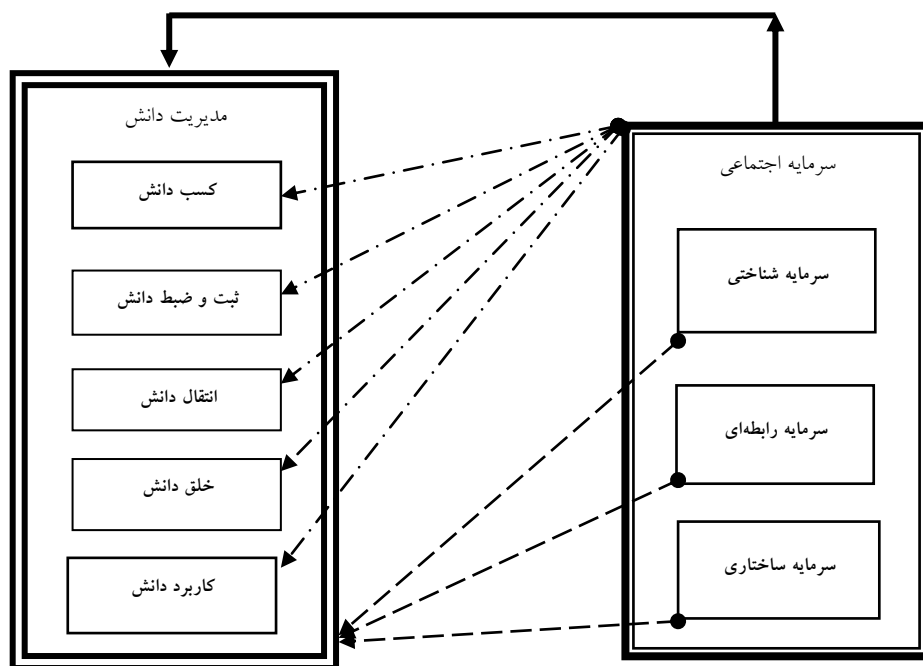 مدیریت دانش
کسب دانش
ثبت و ضبط دانش
انتقال دانش
خلق دانش
کاربرد دانش
سرمایه اجتماعی
سرمایه شناختی
سرمایه رابطه‌ای
سرمایه ساختاری